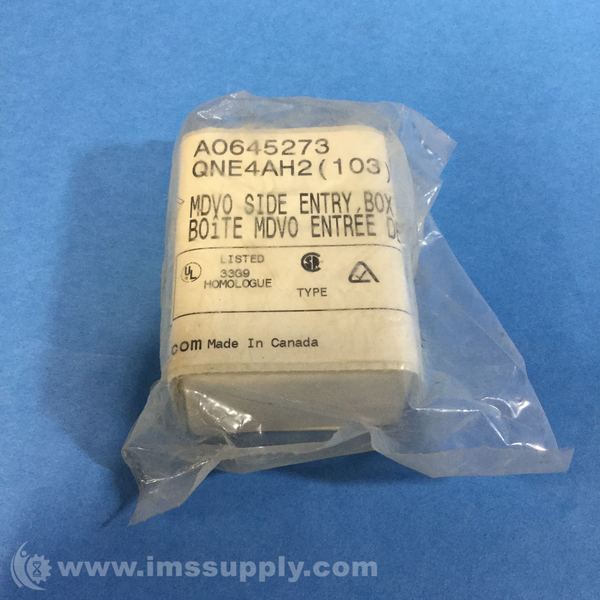 A0645273
QNE4AH2(103)
MDVO SIDE ENTRY, BOX
BOîTE MDVO ENTRÉE
UL LISTED
33G9
HOMOLOGUE
TYPE
com Made In Canada
www.imssupply.com